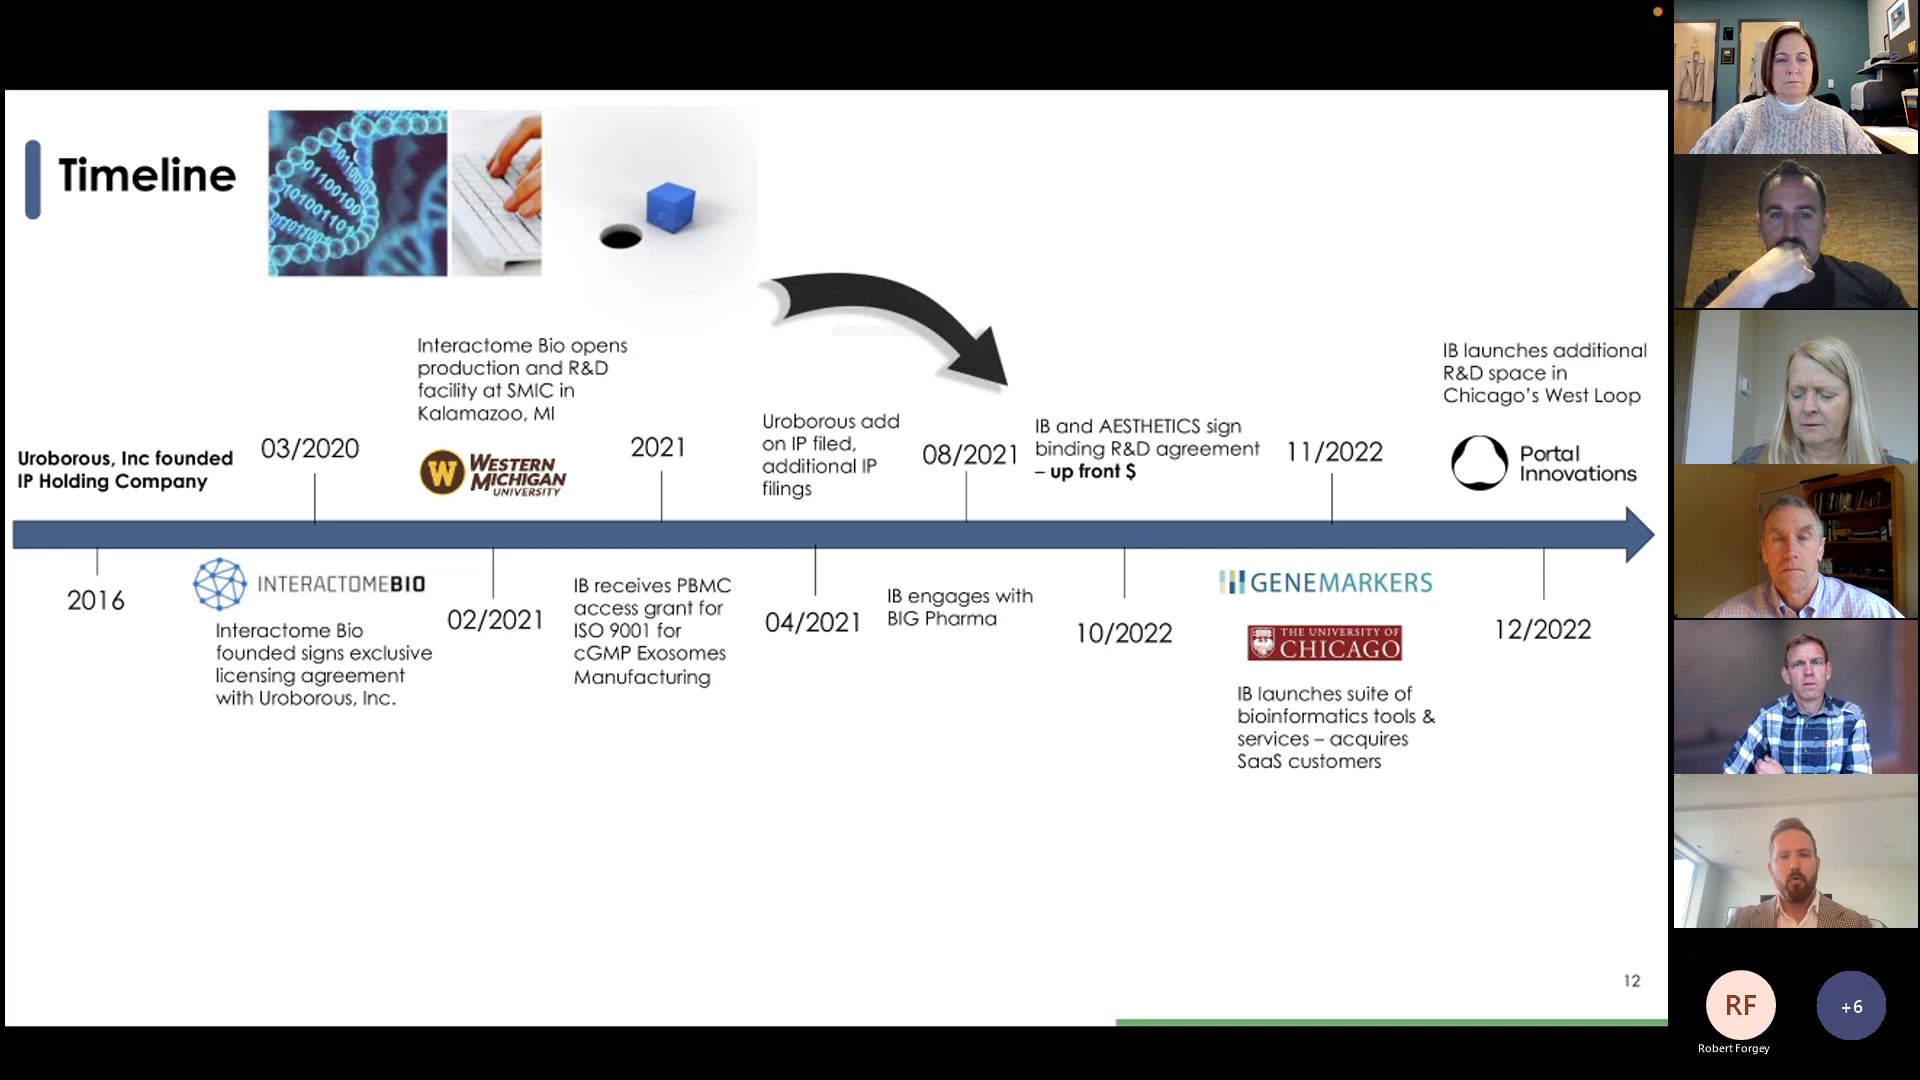 Timeline
Interactome Bio opens
production and R&D
facility at SMIC in
Kalamazoo, MI
IB launches additional
R&D space in
Chicago's West Loop
Uroborous, Inc founded
IP Holding Company
03/2020
W WESTERN
MICHIGAN
UNIVERSITY
2021
Uroborous add
on IP filed,
additional IP
filings
08/2021
IB and AESTHETICS sign
binding R&D agreement
– up front $
11/2022
Portal
Innovations
2016
INTERACTOMEBIO
Interactome Bio
founded signs exclusive
licensing agreement
with Uroborous, Inc.
02/2021
IB receives PBMC
access grant for
ISO 9001 for
cGMP Exosomes
Manufacturing
04/2021
IB engages with
BIG Pharma
10/2022
GENEMARKERS
THE UNIVERSITY OF
CHICAGO
IB launches suite of
bioinformatics tools &
services – acquires
SaaS customers
12/2022
12
RF
Robert Forgey
+6